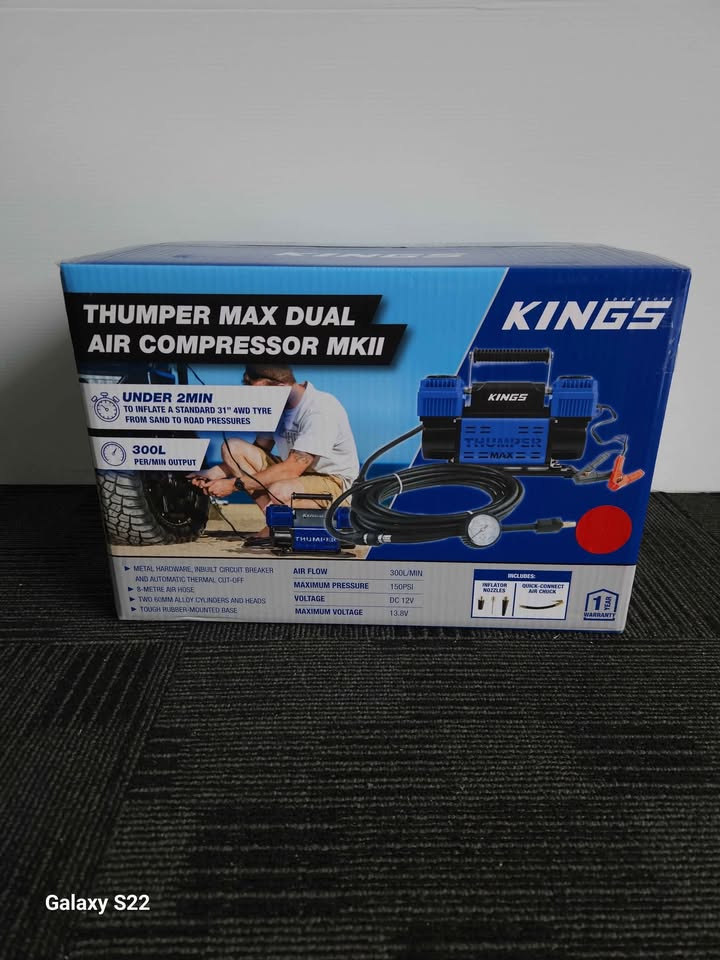 KINGS
THUMPER MAX DUAL
AIR COMPRESSOR MKII
ADVENTURE
KINGS
UNDER 2MIN
TO INFLATE A STANDARD 31" 4WD TYRE
FROM SAND TO ROAD PRESSURES
300L
PER/MIN OUTPUT
KINGS
THUMPER
MAX
KINGS
THUMPER
▶ METAL HARDWARE, INBUILT CIRCUIT BREAKER
AND AUTOMATIC THERMAL CUT-OFF
▶ 8-METRE AIR HOSE
▶ TWO 60MM ALLOY CYLINDERS AND HEADS
▶ TOUGH RUBBER-MOUNTED BASE
AIR FLOW 300L/MIN
MAXIMUM PRESSURE 150PSI
VOLTAGE DC 12V
MAXIMUM VOLTAGE 13.8V
INCLUDES:
INFLATOR
NOZZLES
QUICK-CONNECT
AIR CHUCK
1 YEAR
WARRANTY
Galaxy S22